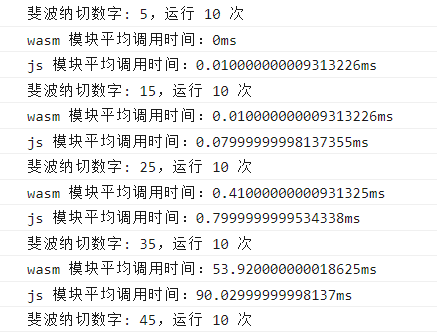 斐波纳切数字: 5，运行 10 次
wasm 模块平均调用时间：0ms
js 模块平均调用时间：0.010000000009313226ms
斐波纳切数字: 15，运行 10 次
wasm 模块平均调用时间：0.010000000009313226ms
js 模块平均调用时间：0.07999999998137355ms
斐波纳切数字: 25，运行 10 次
wasm 模块平均调用时间：0.41000000000931325ms
js 模块平均调用时间：0.7999999999534338ms
斐波纳切数字: 35，运行 10 次
wasm 模块平均调用时间：53.920000000018625ms
js 模块平均调用时间：90.02999999998137ms
斐波纳切数字: 45，运行 10 次